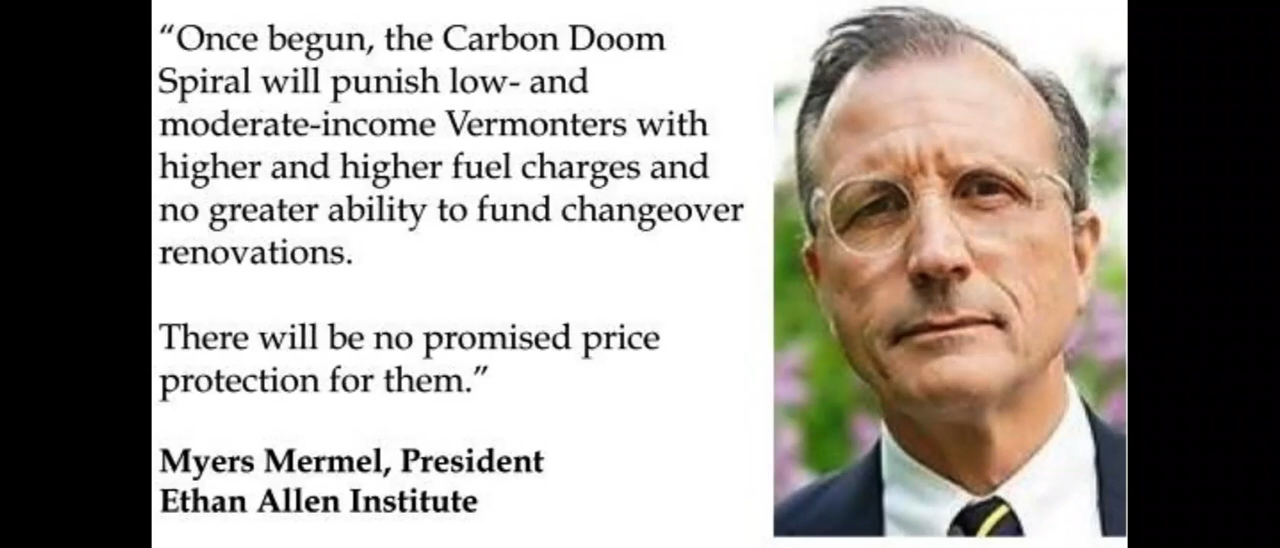 “Once begun, the Carbon Doom
Spiral will punish low- and
moderate-income Vermonters with
higher and higher fuel charges and
no greater ability to fund changeover
renovations.
There will be no promised price
protection for them.”
Myers Mermel, President
Ethan Allen Institute